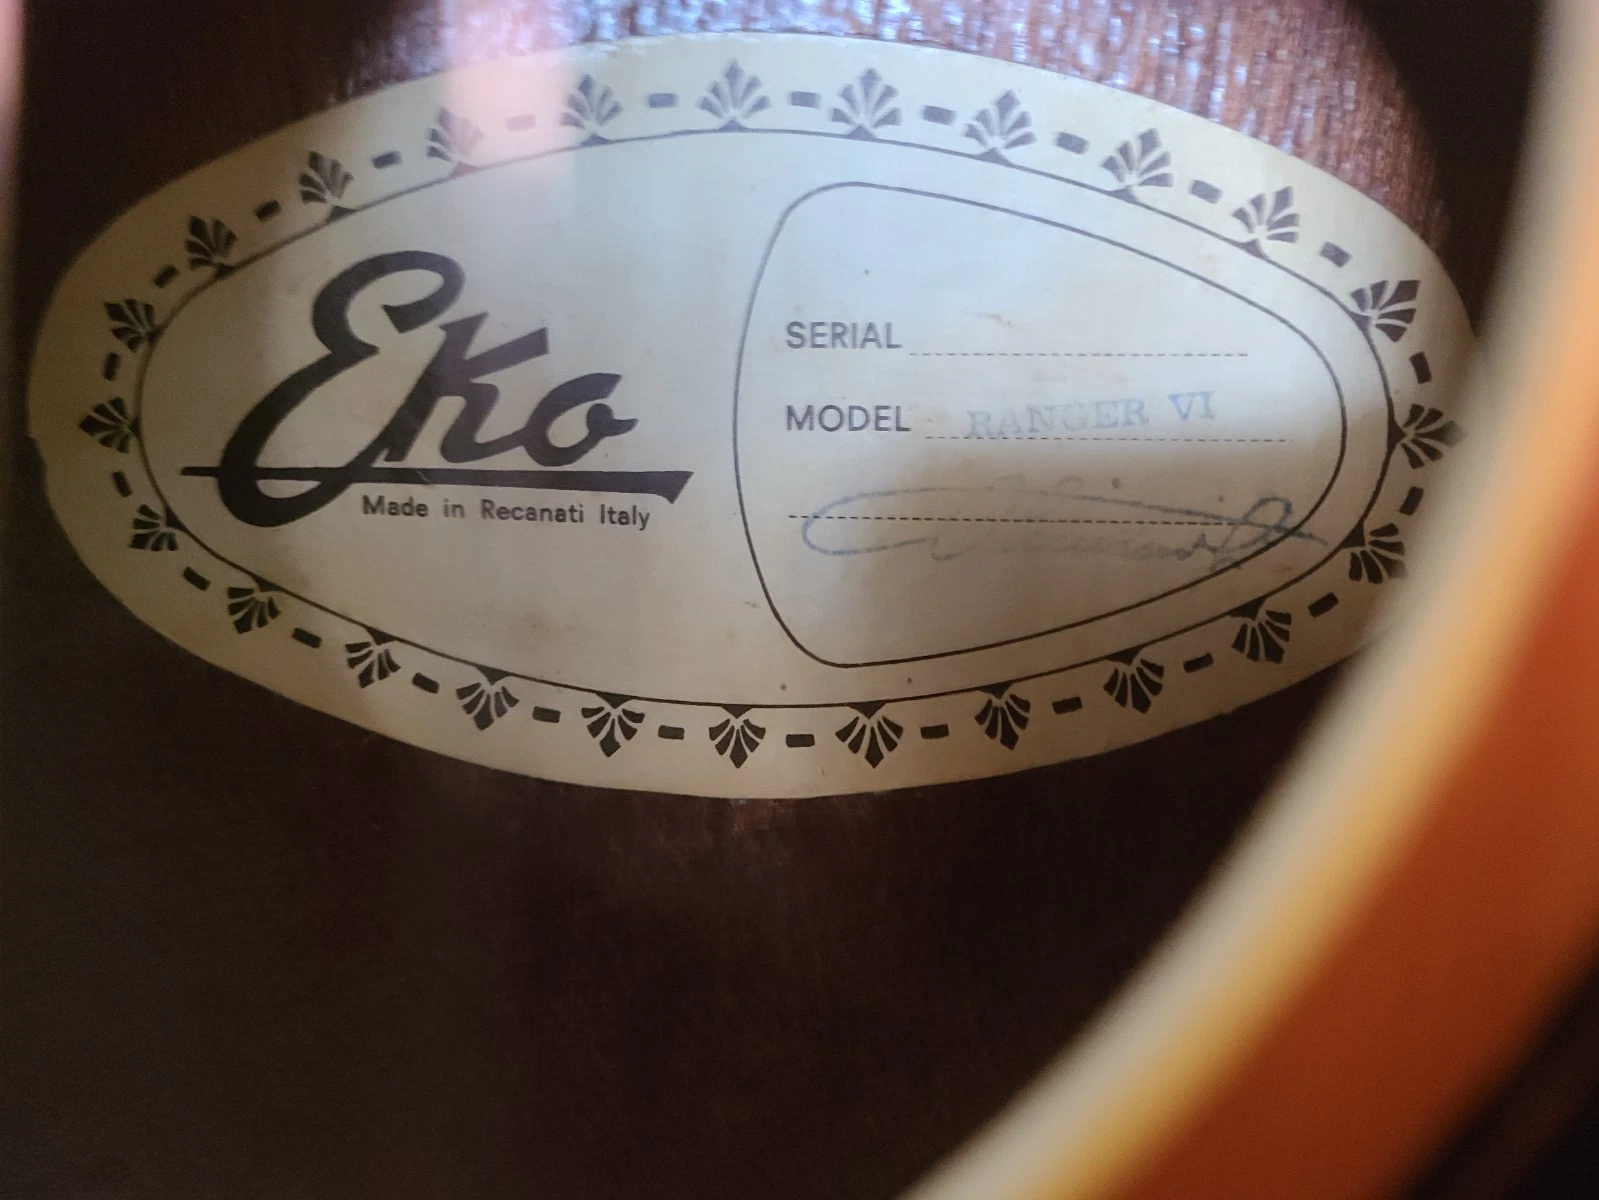 Eko
Made in Recanati Italy
SERIAL
MODEL RANGER VI